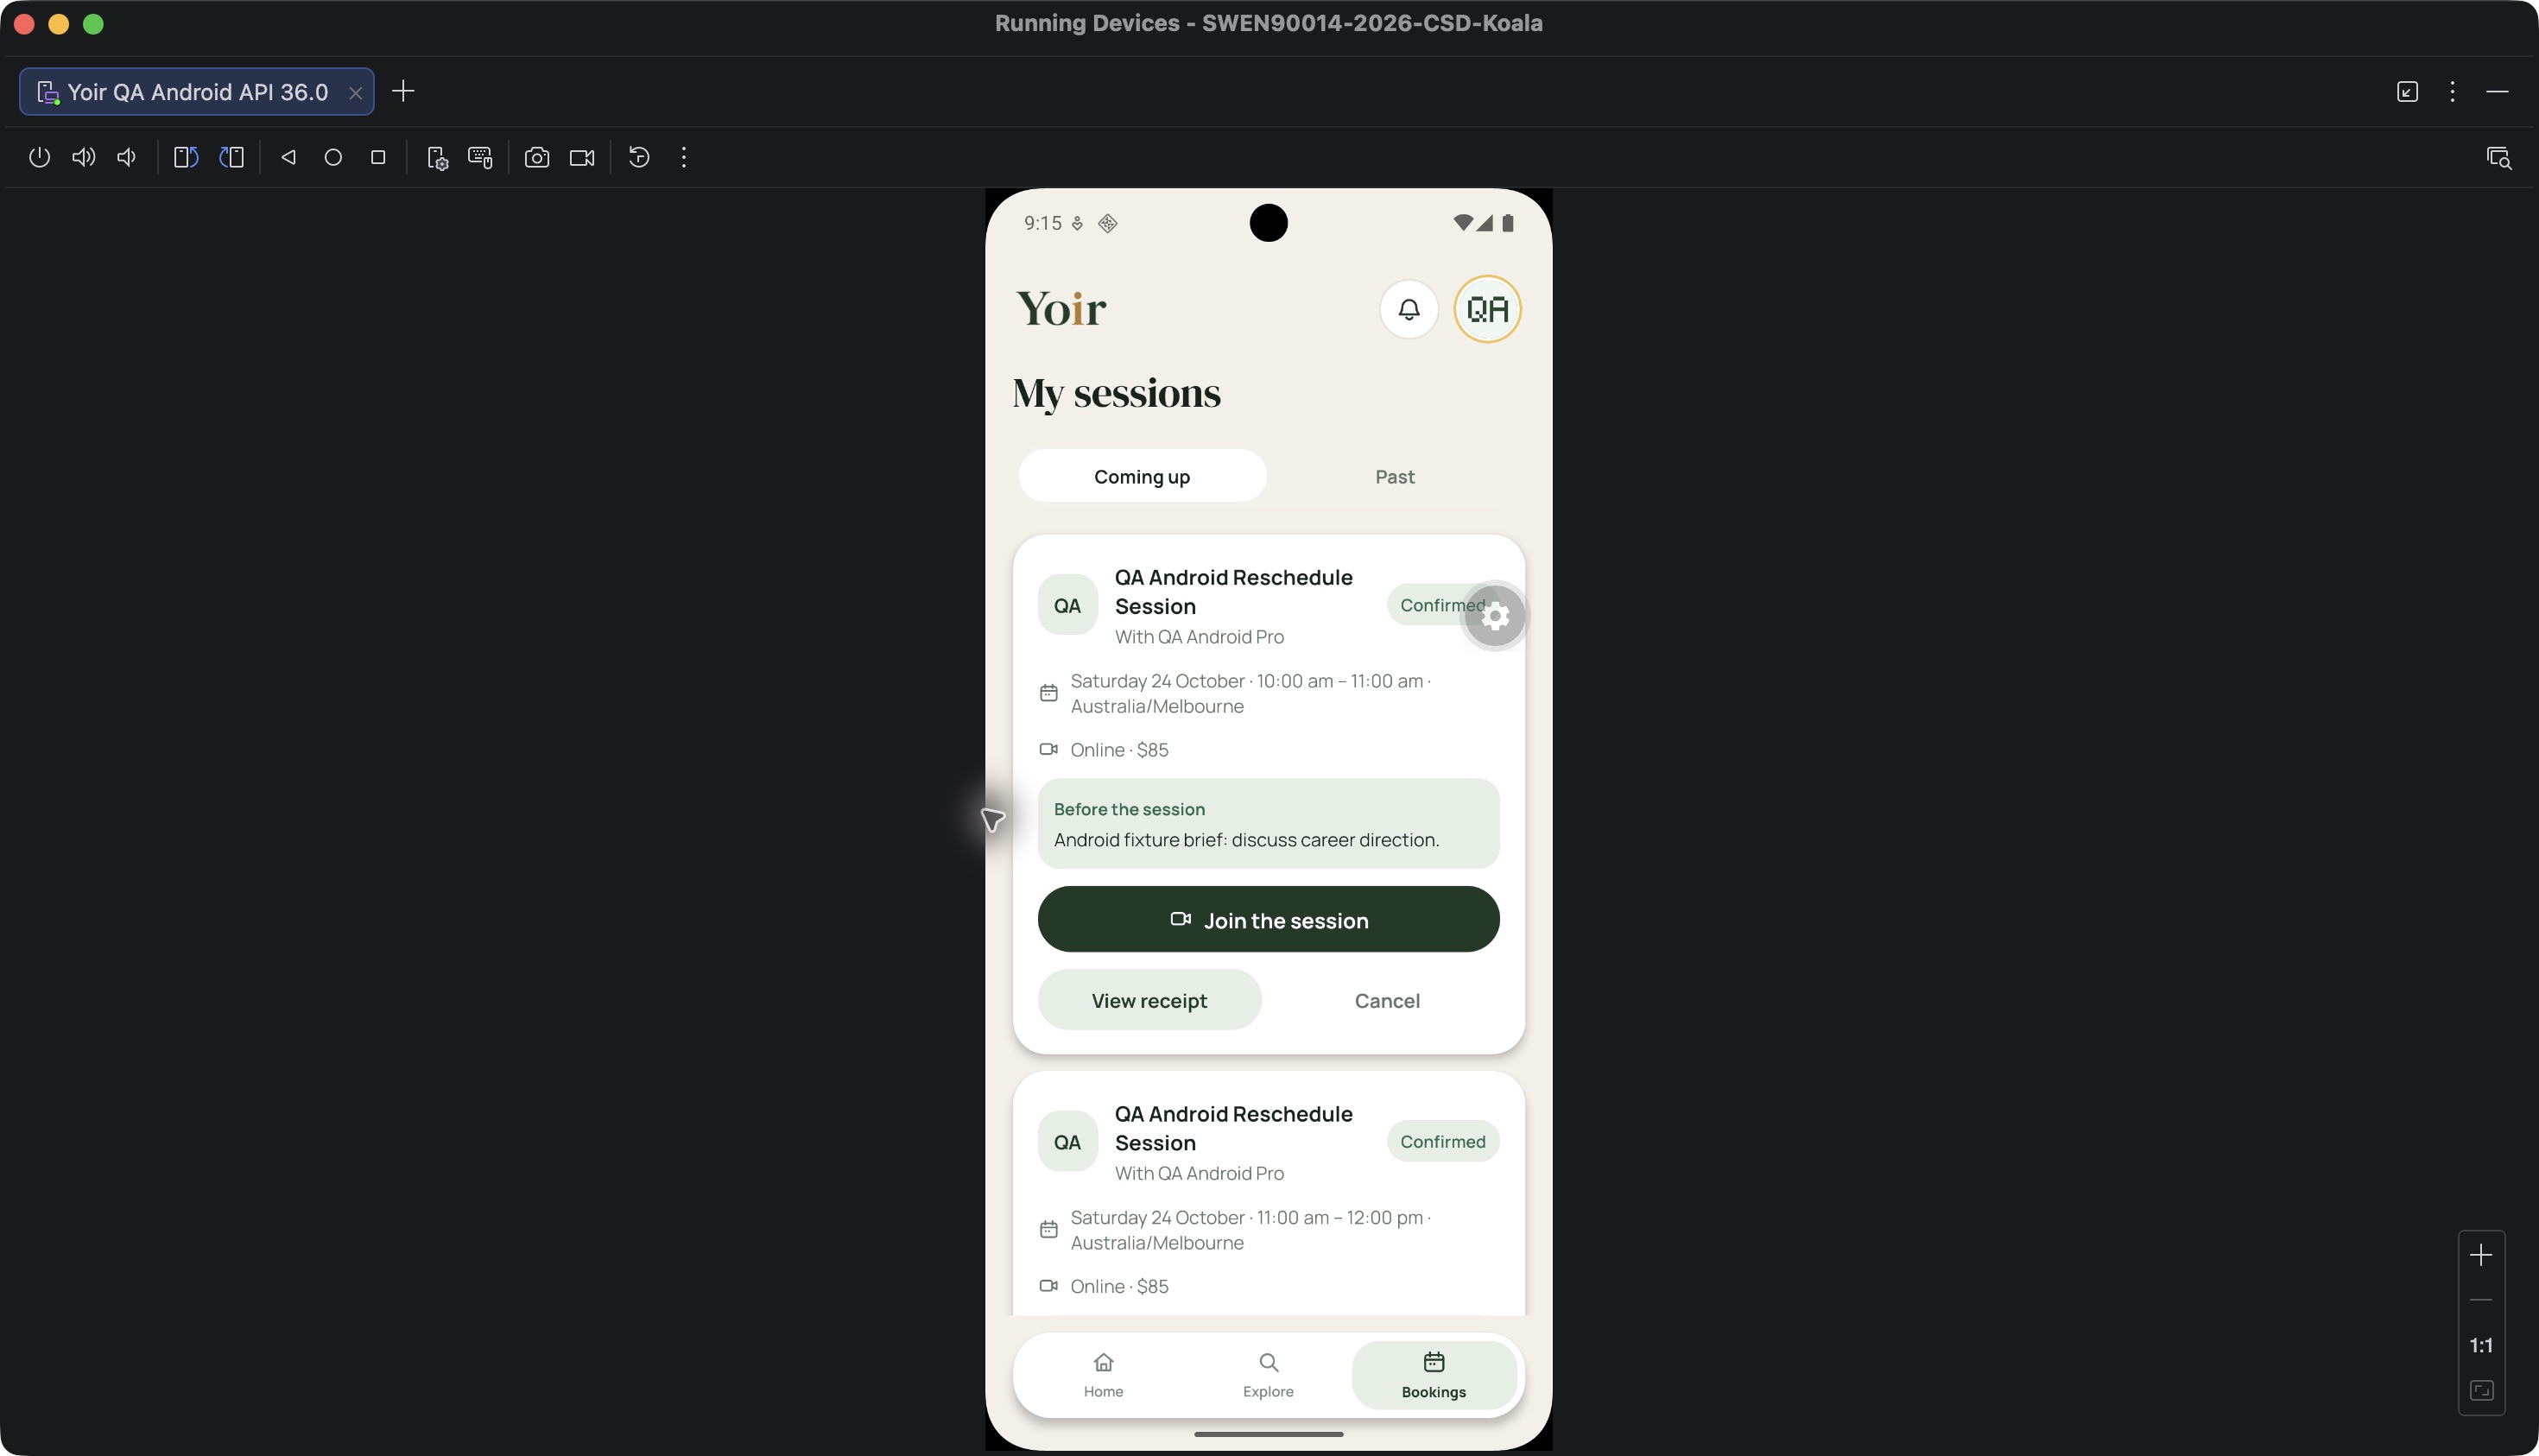 Running Devices - SWEN90014-2026-CSD-Koala
Yoir QA Android API 36.0
9:15
Yoir
QA
My sessions
Coming up
Past
QA
QA Android Reschedule
Session
With QA Android Pro
Confirmed
Saturday 24 October · 10:00 am – 11:00 am ·
Australia/Melbourne
Online · $85
Before the session
Android fixture brief: discuss career direction.
Join the session
View receipt
Cancel
QA
QA Android Reschedule
Session
With QA Android Pro
Confirmed
Saturday 24 October · 11:00 am – 12:00 pm ·
Australia/Melbourne
Online · $85
Home
Explore
Bookings
1:1